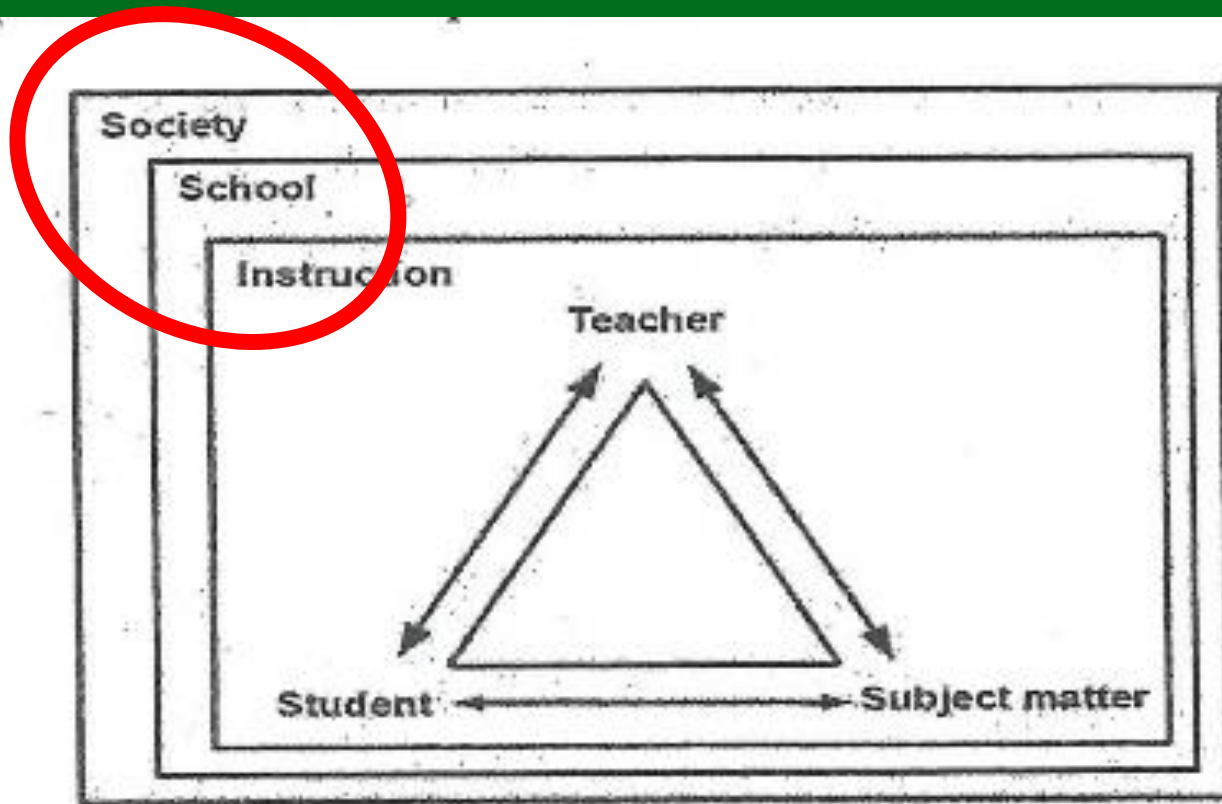 Society
School
Instruction
Teacher
Student
Subject matter